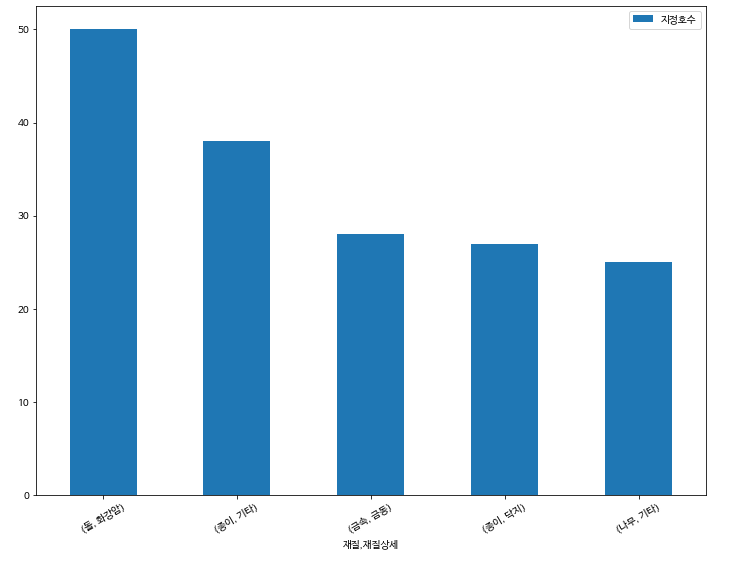 지정호수
50
40
30
20
10
0
(돌, 화강암)
(종이, 기타)
(금속, 금동)
(종이, 닥지)
(나무, 기타)
재질,재질상세